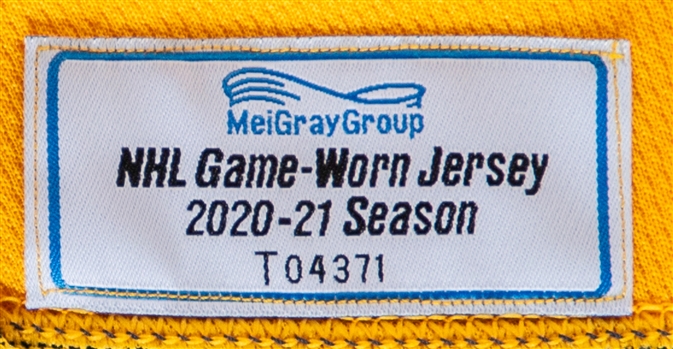 MeiGrayGroup
NHL Game-Worn Jersey
2020-21 Season
T04371